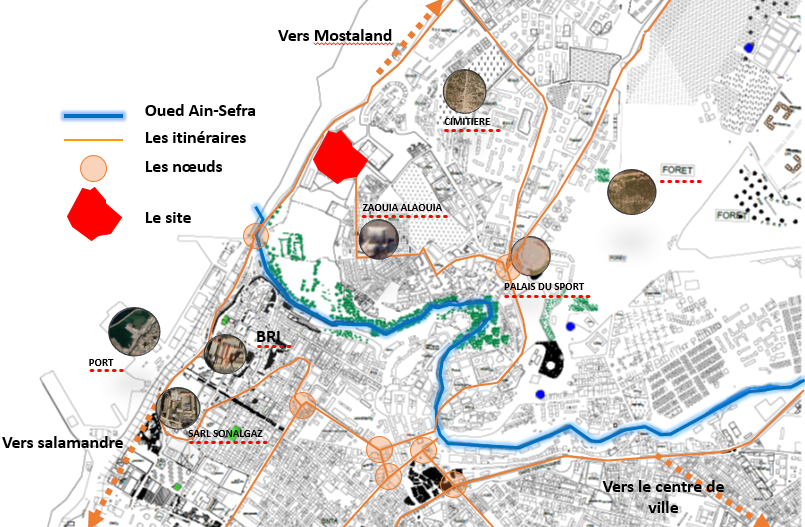 Vers Mostaland
Oued Ain-Sefra
Les itinéraires
Les nœuds
Le site
CIMITIERE
FORET
ZAOUIA ALAOUIA
FORET
FORET
PALAIS DU SPORT
BRI
PORT
SARL SONALGAZ
Vers salamandre
Vers le centre de
ville